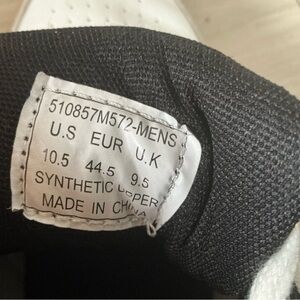 510857M572-MENS
U.S EUR U.K
10.5 44.5 9.5
SYNTHETIC UPPER
MADE IN CHINA